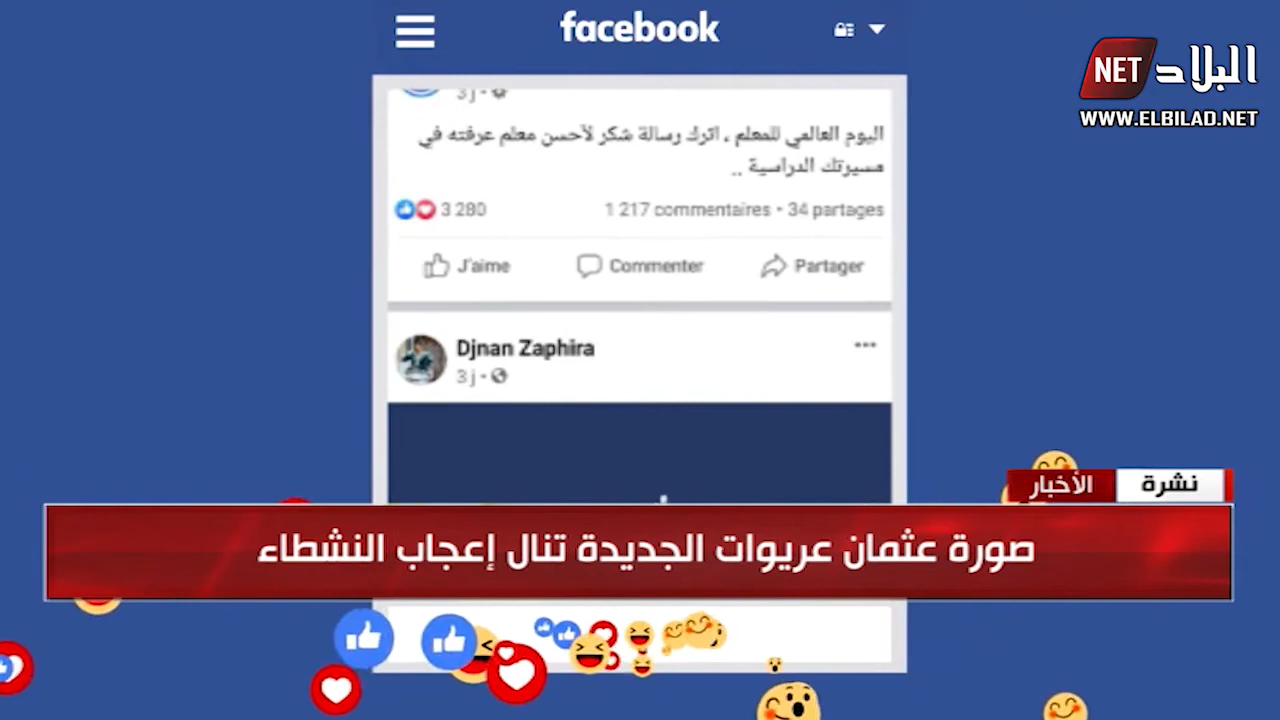 facebook
البلاد NET
WWW.ELBILAD.NET
3 j
اليوم العالمي للمعلم ، اترك رسالة شكر لأحسن معلم عرفته في
مسيرتك الدراسية ..
3 280
1 217 commentaires • 34 partages
J'aime Commenter Partager
Djnan Zaphira
3 j
نشرة الأخبار
صورة عثمان عريوات الجديدة تنال إعجاب النشطاء